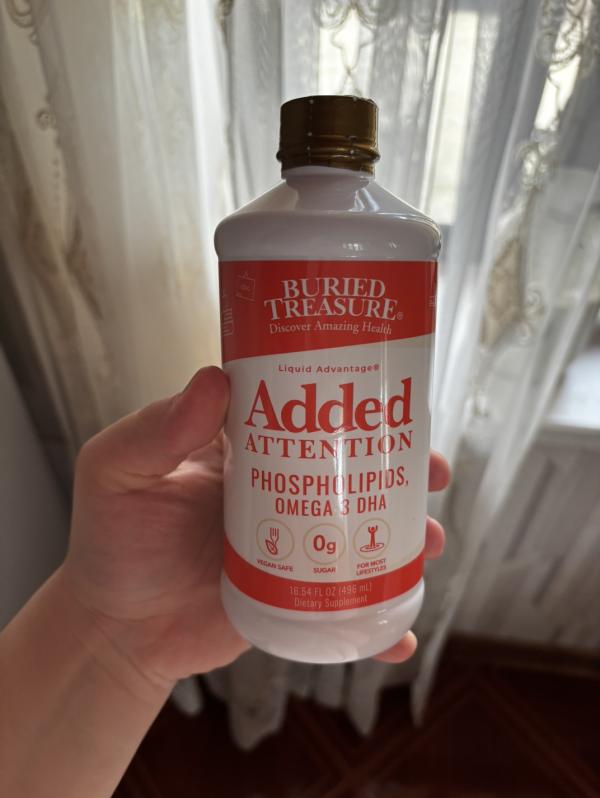 BURIED
TREASURE®
Discover Amazing Health
Liquid Advantage®
Added
ATTENTION
PHOSPHOLIPIDS,
OMEGA-3 DHA
0g
VEGAN SAFE
SUGAR
FOR MOST
LIFESTYLES
16.54 FL OZ (496 mL)
Dietary Supplement